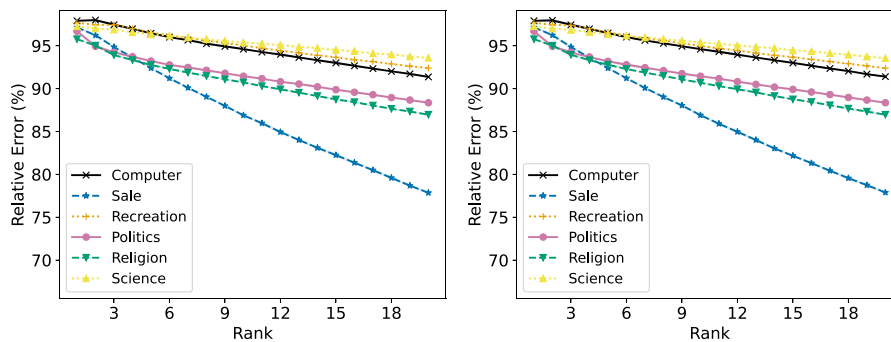 95
90
85
80
75
70
Relative Error (%)
Computer
Sale
Recreation
Politics
Religion
Science
3 6 9 12 15 18
Rank
95
90
85
80
75
70
Relative Error (%)
Computer
Sale
Recreation
Politics
Religion
Science
3 6 9 12 15 18
Rank